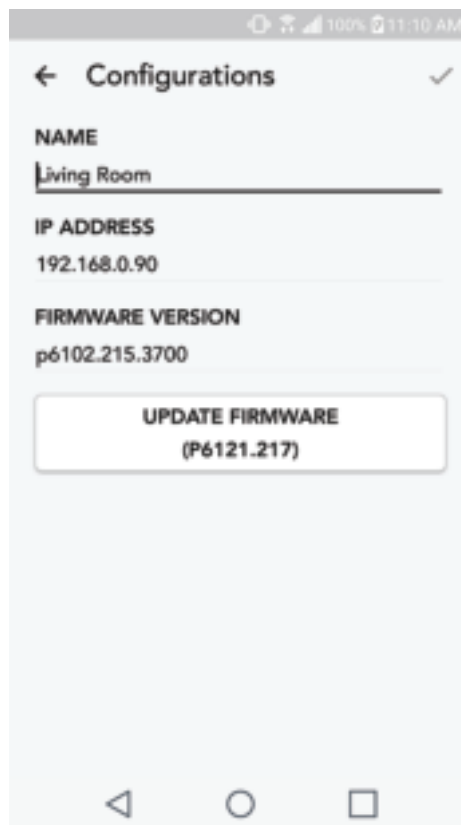 100% 11:10 AM
Configurations
NAME
Living Room
IP ADDRESS
192.168.0.90
FIRMWARE VERSION
p6102.215.3700
UPDATE FIRMWARE
(P6121.217)